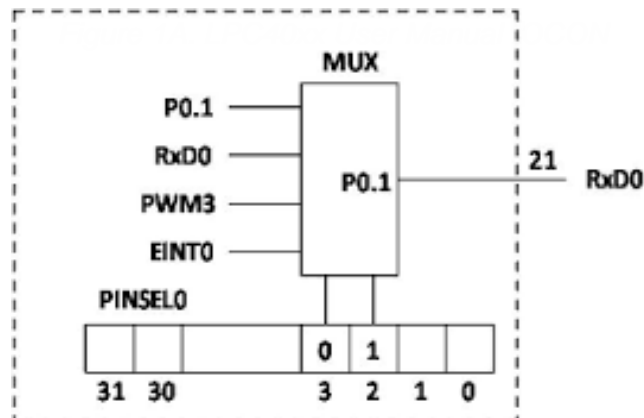 MUX
P0.1
RxD0
PWM3
EINT0
P0.1
21
RxD0
PINSEL0
0 1
31 30 3 2 1 0